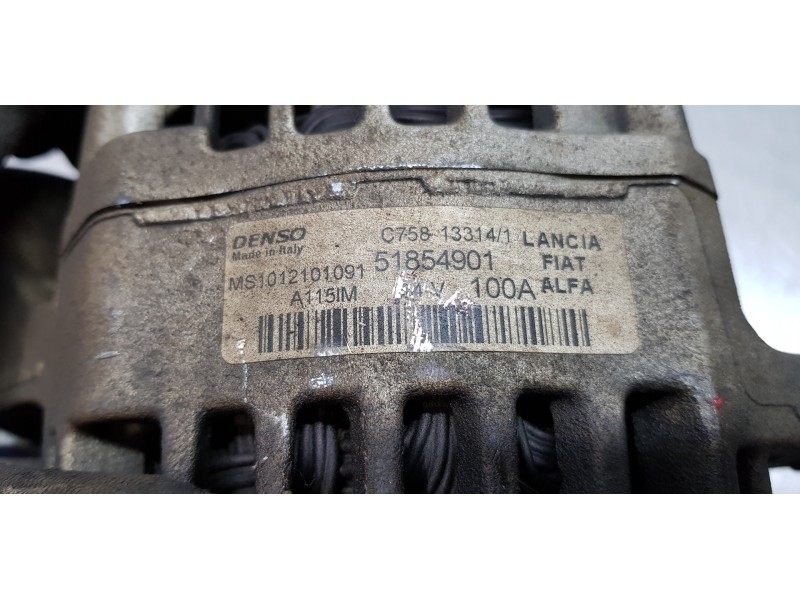 DENSO C758 13314/1 LANCIA
Made in Italy
MS1012101091 51854901 FIAT
A115IM V 100A ALFA